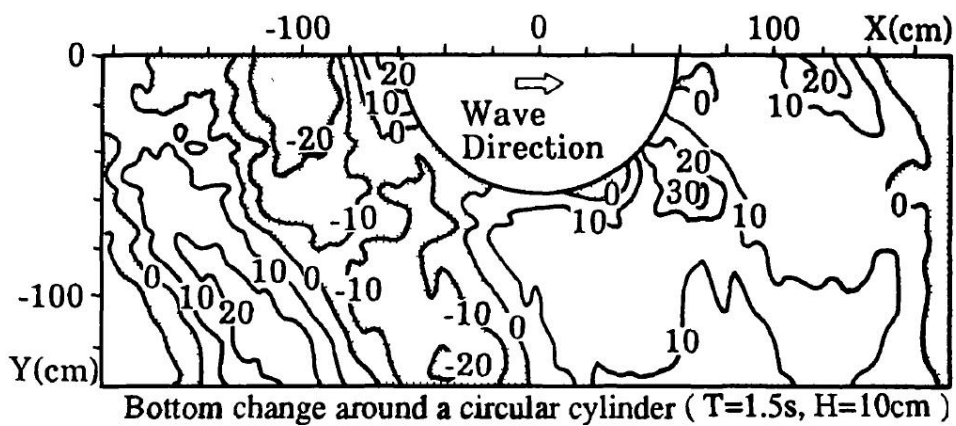 -100 0 100 X(cm)
0
20 20
10 0 10
0 Wave
-20 Direction 20
0 30 0
-10 10 10
0 10 0
-100 10 -10 -10
20 0 10
Y(cm) -20
Bottom change around a circular cylinder ( T=1.5s, H=10cm )